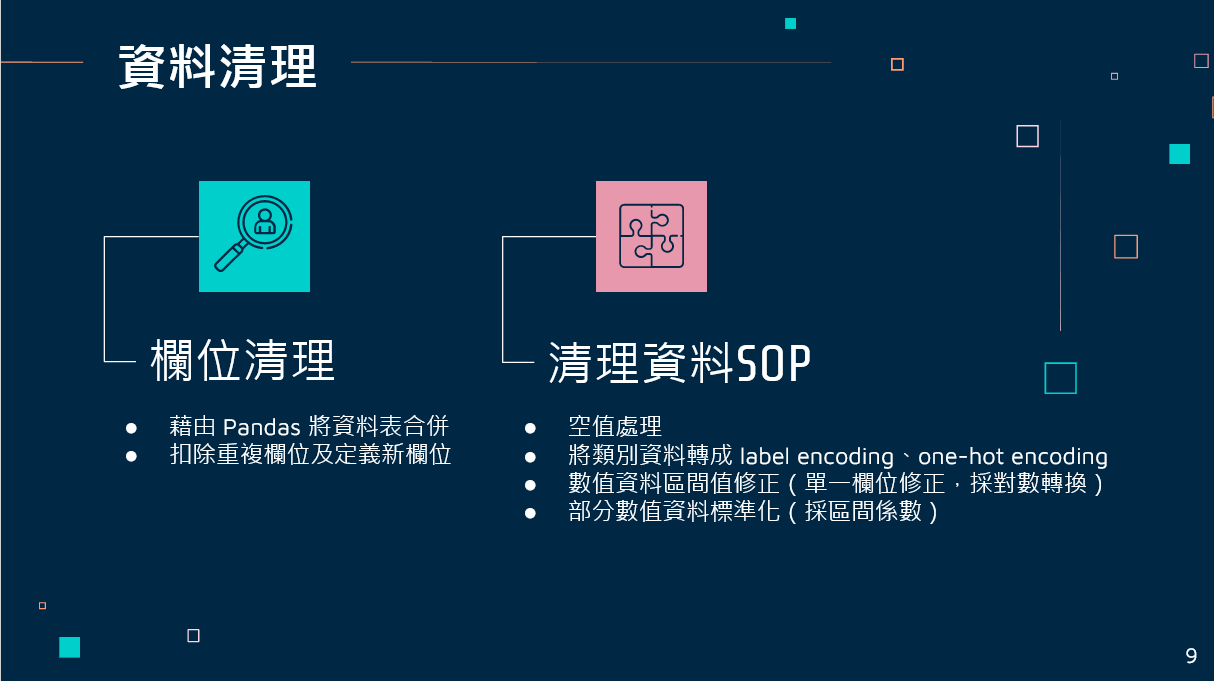 資料清理
欄位清理
● 藉由 Pandas 將資料表合併
● 扣除重複欄位及定義新欄位
清理資料SOP
● 空值處理
● 將類別資料轉成 label encoding、one-hot encoding
● 數值資料區間值修正（單一欄位修正，採對數轉換）
● 部分數值資料標準化（採區間係數）
9